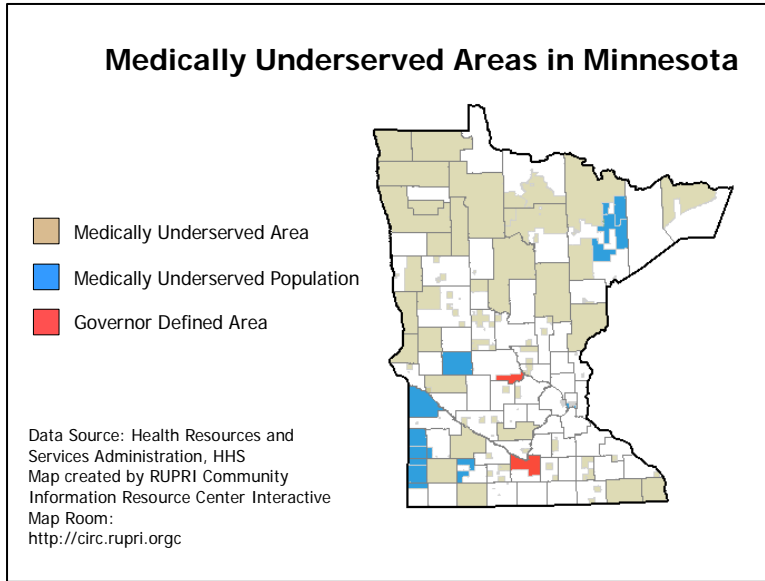 Medically Underserved Areas in Minnesota
Medically Underserved Area
Medically Underserved Population
Governor Defined Area
Data Source: Health Resources and
Services Administration, HHS
Map created by RUPRI Community
Information Resource Center Interactive
Map Room:
http://circ.rupri.orgc